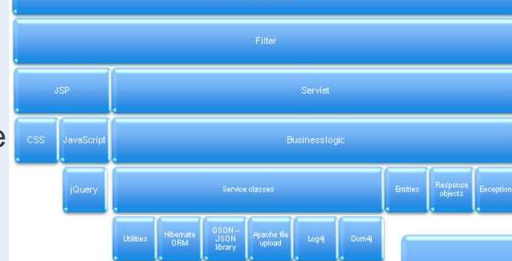 Filter
JSP
Servlet
CSS
JavaScript
Businesslogic
jQuery
Service classes
Entities
Response
objects
Exception
Utilities
Hibernate
ORM
GSON –
JSON
library
Apache file
upload
Log4j
Dom4j
e